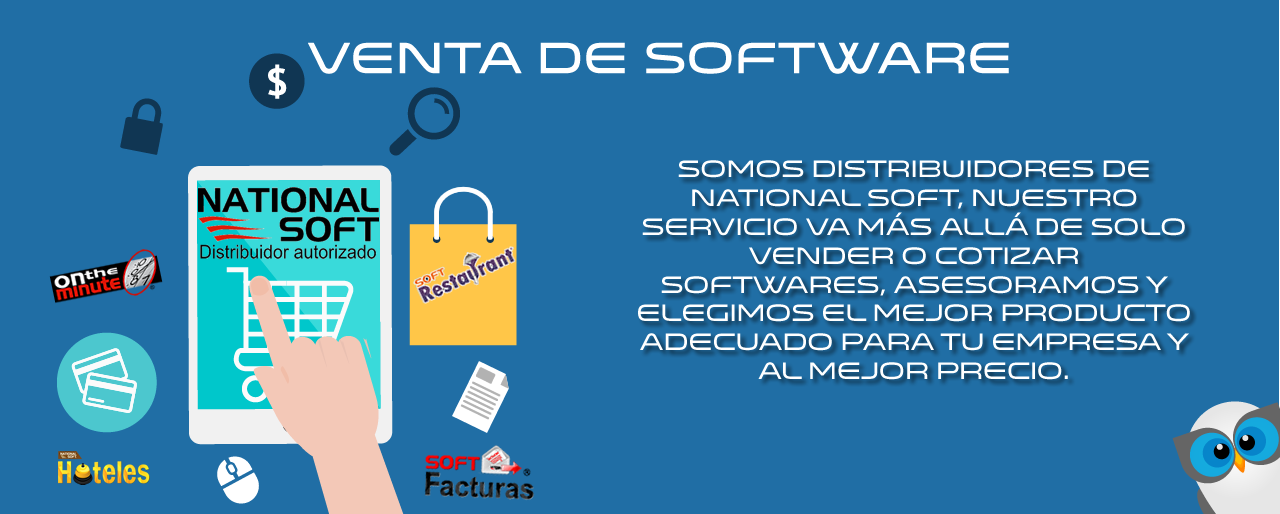 VENTA DE SOFTWARE
$
NATIONAL
SOFT
Distribuidor autorizado
on the
minute
SOFT
Restaurant
NATIONAL SOFT
Hoteles
SOFT
Facturas
SOMOS DISTRIBUIDORES DE
NATIONAL SOFT, NUESTRO
SERVICIO VA MÁS ALLÁ DE SOLO
VENDER O COTIZAR
SOFTWARES, ASESORAMOS Y
ELEGIMOS EL MEJOR PRODUCTO
ADECUADO PARA TU EMPRESA Y
AL MEJOR PRECIO.